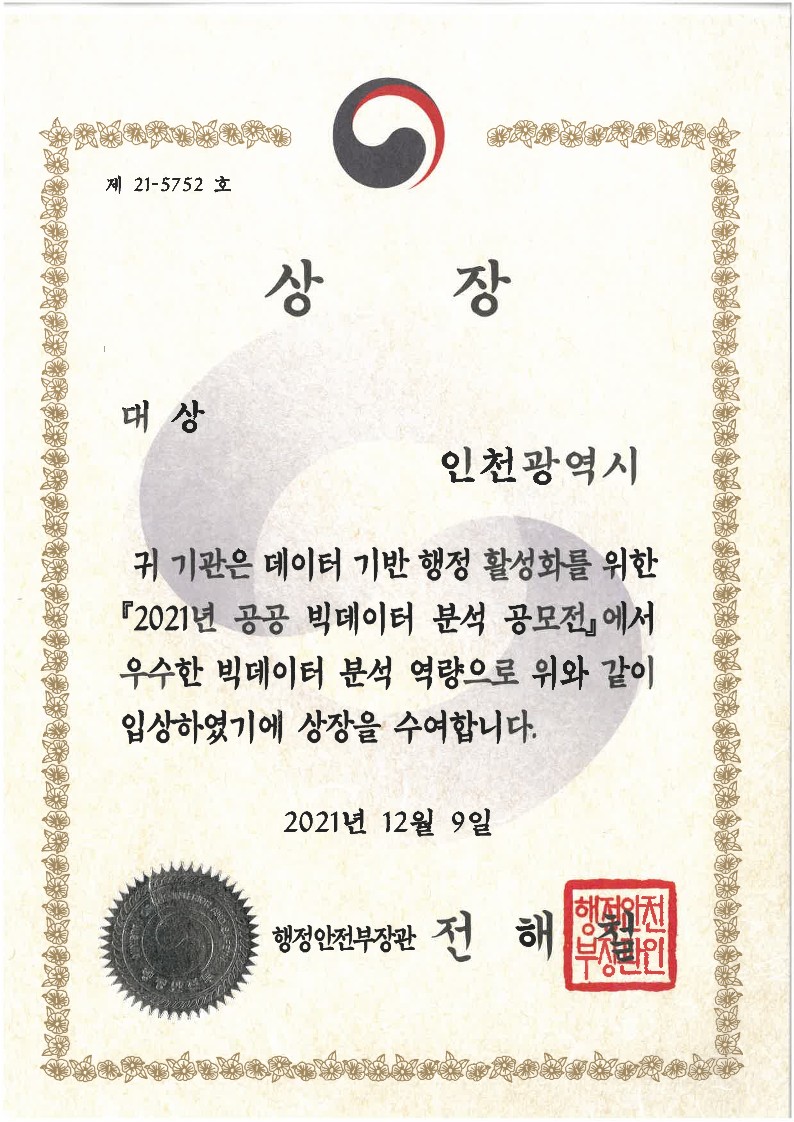 제 21-5752 호
상 장
대 상
인천광역시
귀 기관은 데이터 기반 행정 활성화를 위한
『2021년 공공 빅데이터 분석 공모전』에서
우수한 빅데이터 분석 역량으로 위와 같이
입상하였기에 상장을 수여합니다.
2021년 12월 9일
행정안전부장관 전 해 철
행정안전
부장관인